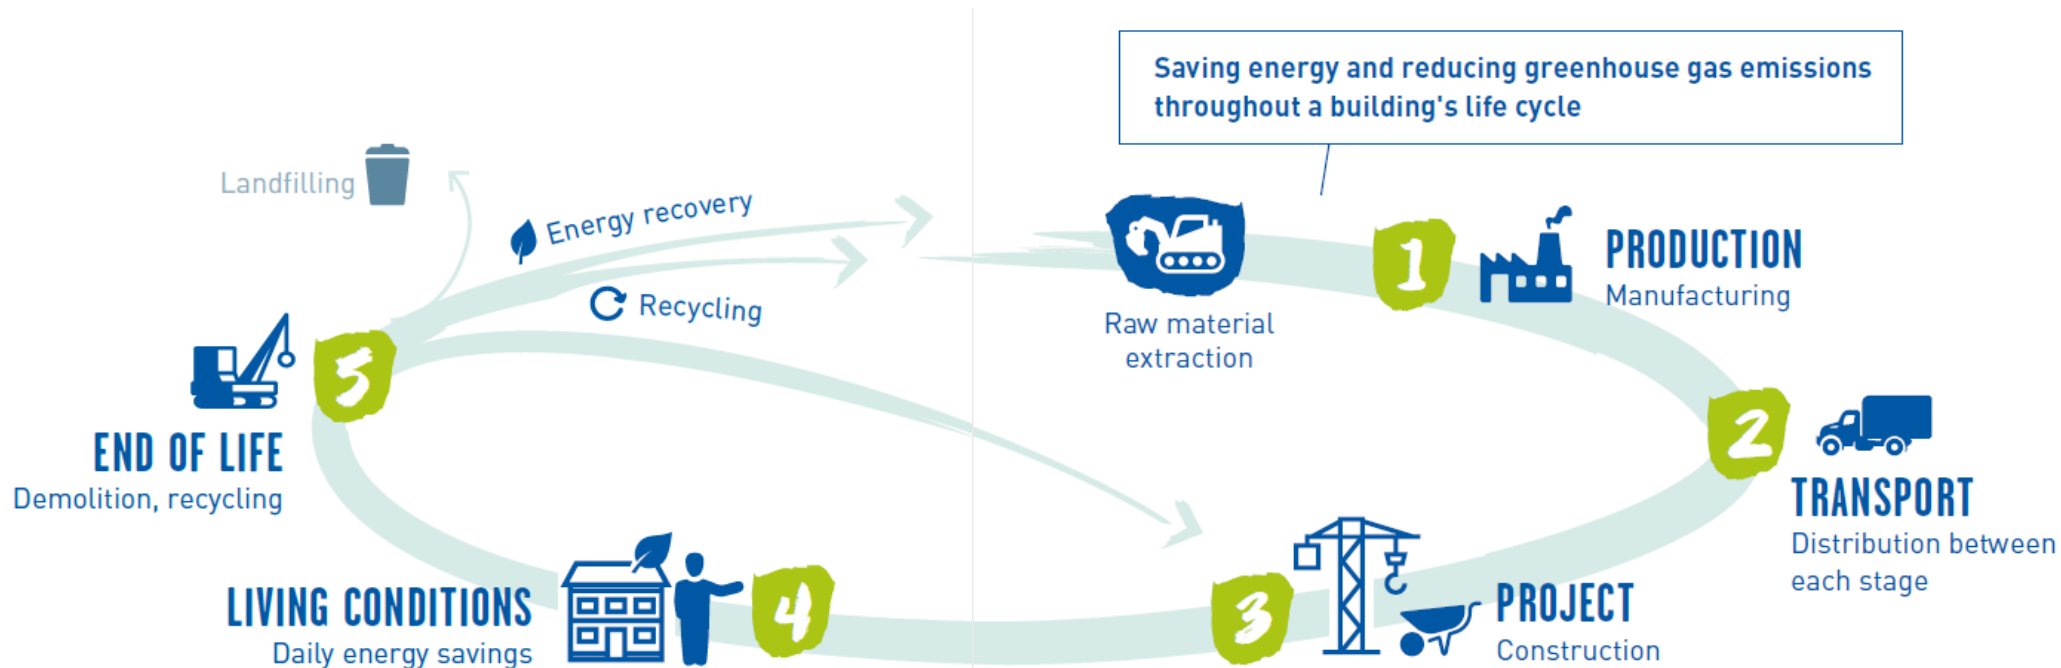 Saving energy and reducing greenhouse gas emissions
throughout a building's life cycle
Landfilling
Energy recovery
Recycling
Raw material
extraction
1
PRODUCTION
Manufacturing
2
TRANSPORT
Distribution between
each stage
3
PROJECT
Construction
4
LIVING CONDITIONS
Daily energy savings
5
END OF LIFE
Demolition, recycling